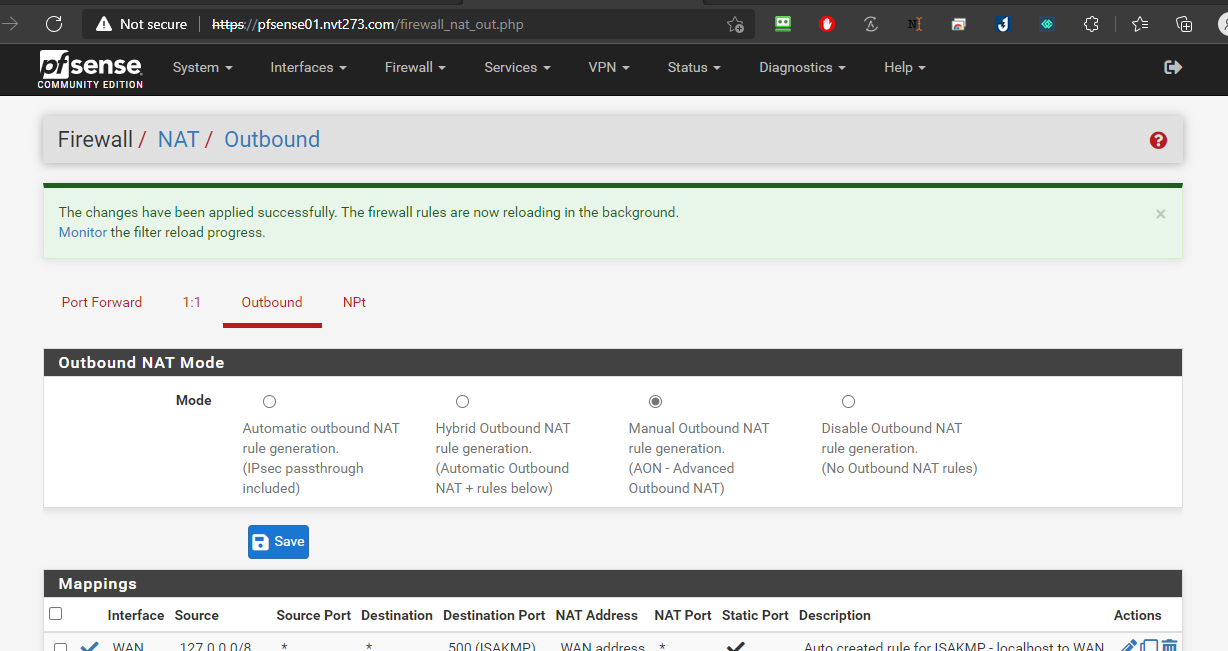 Not secure https://pfsense01.nvt273.com/firewall_nat_out.php
pfsense
COMMUNITY EDITION
System Interfaces Firewall Services VPN Status Diagnostics Help
Firewall / NAT / Outbound
The changes have been applied successfully. The firewall rules are now reloading in the background.
Monitor the filter reload progress.
Port Forward 1:1 Outbound NPt
Outbound NAT Mode
Mode
Automatic outbound NAT
rule generation.
(IPsec passthrough
included)
Hybrid Outbound NAT
rule generation.
(Automatic Outbound
NAT + rules below)
Manual Outbound NAT
rule generation.
(AON - Advanced
Outbound NAT)
Disable Outbound NAT
rule generation.
(No Outbound NAT rules)
Save
Mappings
Interface Source Source Port Destination Destination Port NAT Address NAT Port Static Port Description Actions
WAN 127.0.0.0/8 * * 500 (ISAKMP) WAN address * Auto created rule for ISAKMP - localhost to WAN